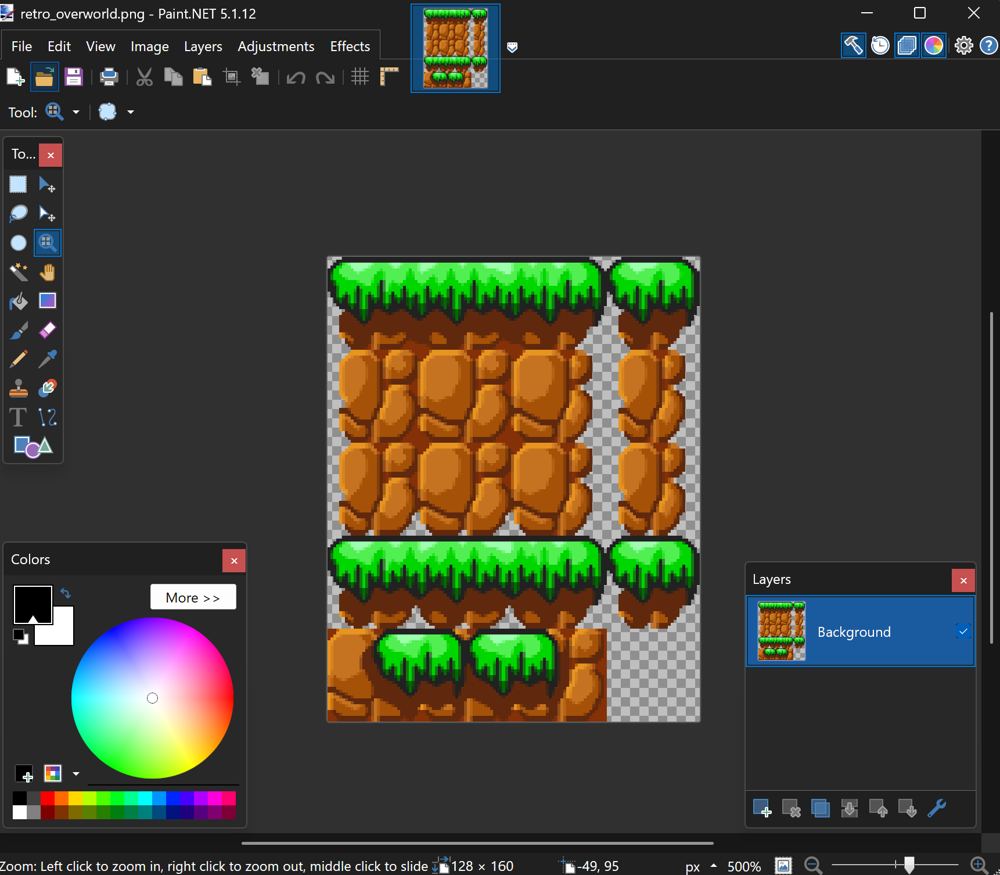 retro_overworld.png - Paint.NET 5.1.12
File Edit View Image Layers Adjustments Effects
Tool:
To...
Colors
More >>
Layers
Background
Zoom: Left click to zoom in, right click to zoom out, middle click to slide 128 × 160 -49, 95 px 500%